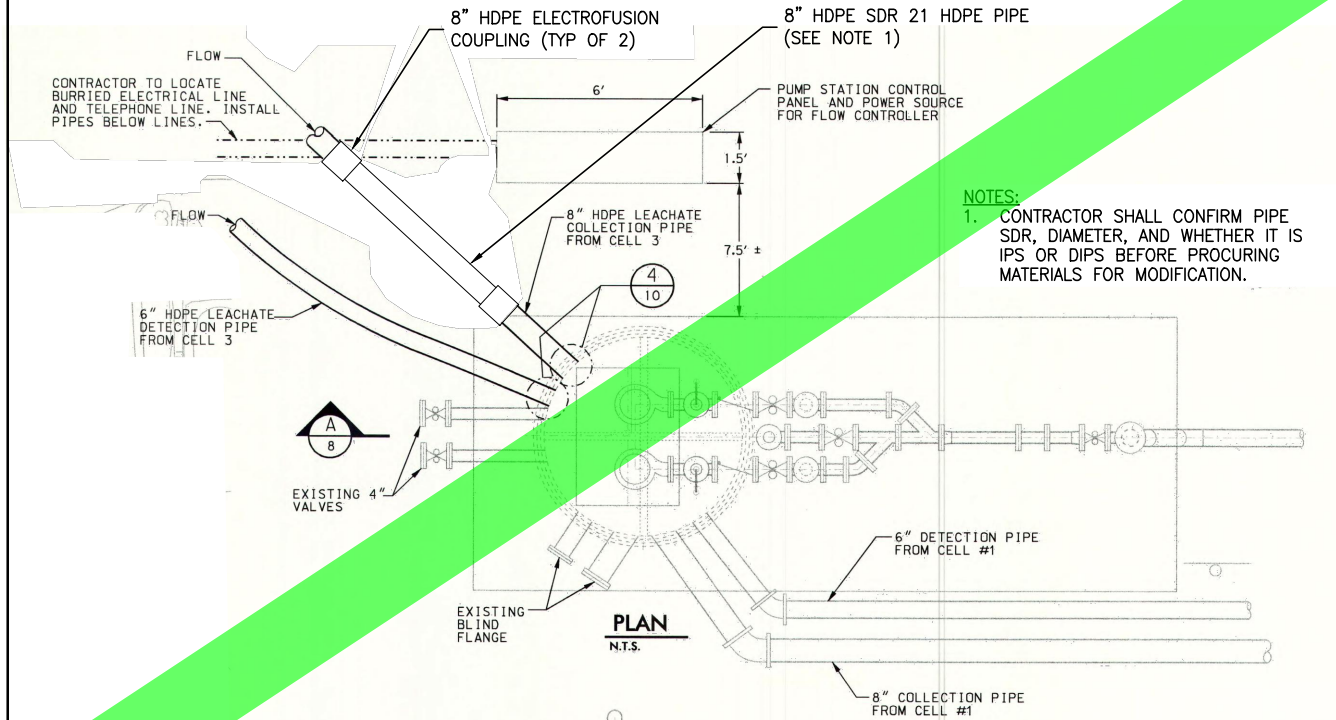 8" HDPE ELECTROFUSION
COUPLING (TYP OF 2)
8" HDPE SDR 21 HDPE PIPE
(SEE NOTE 1)
FLOW
CONTRACTOR TO LOCATE
BURRIED ELECTRICAL LINE
AND TELEPHONE LINE. INSTALL
PIPES BELOW LINES.
6'
PUMP STATION CONTROL
PANEL AND POWER SOURCE
FOR FLOW CONTROLLER
1.5'
NOTES:
1. CONTRACTOR SHALL CONFIRM PIPE
SDR, DIAMETER, AND WHETHER IT IS
IPS OR DIPS BEFORE PROCURING
MATERIALS FOR MODIFICATION.
FLOW
8" HDPE LEACHATE
COLLECTION PIPE
FROM CELL 3
7.5' ±
4
10
6" HDPE LEACHATE
DETECTION PIPE
FROM CELL 3
A
8
EXISTING 4"
VALVES
6" DETECTION PIPE
FROM CELL #1
EXISTING
BLIND
FLANGE
PLAN
N.T.S.
8" COLLECTION PIPE
FROM CELL #1